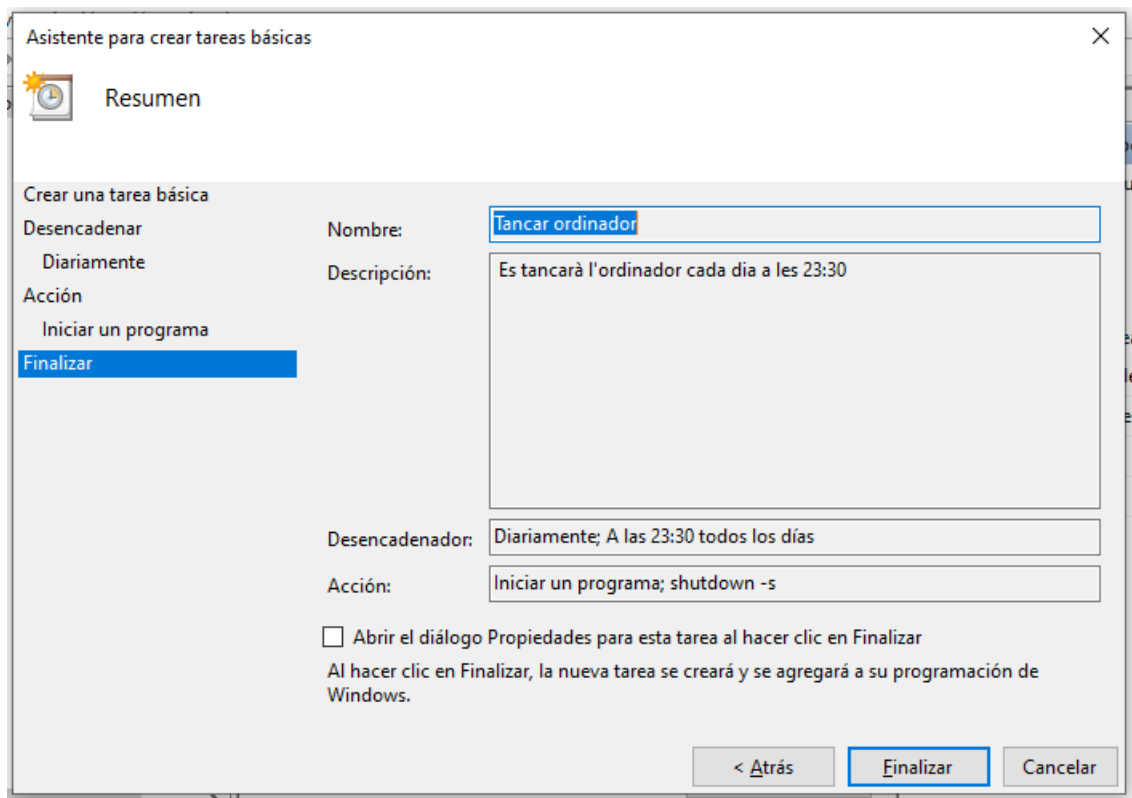 Asistente para crear tareas básicas
Resumen
Crear una tarea básica
Desencadenar
Diariamente
Acción
Iniciar un programa
Finalizar
Nombre:
Tancar ordinador
Descripción:
Es tancarà l'ordinador cada dia a les 23:30
Desencadenador:
Diariamente; A las 23:30 todos los días
Acción:
Iniciar un programa; shutdown -s
Abrir el diálogo Propiedades para esta tarea al hacer clic en Finalizar
Al hacer clic en Finalizar, la nueva tarea se creará y se agregará a su programación de
Windows.
< Atrás
Finalizar
Cancelar